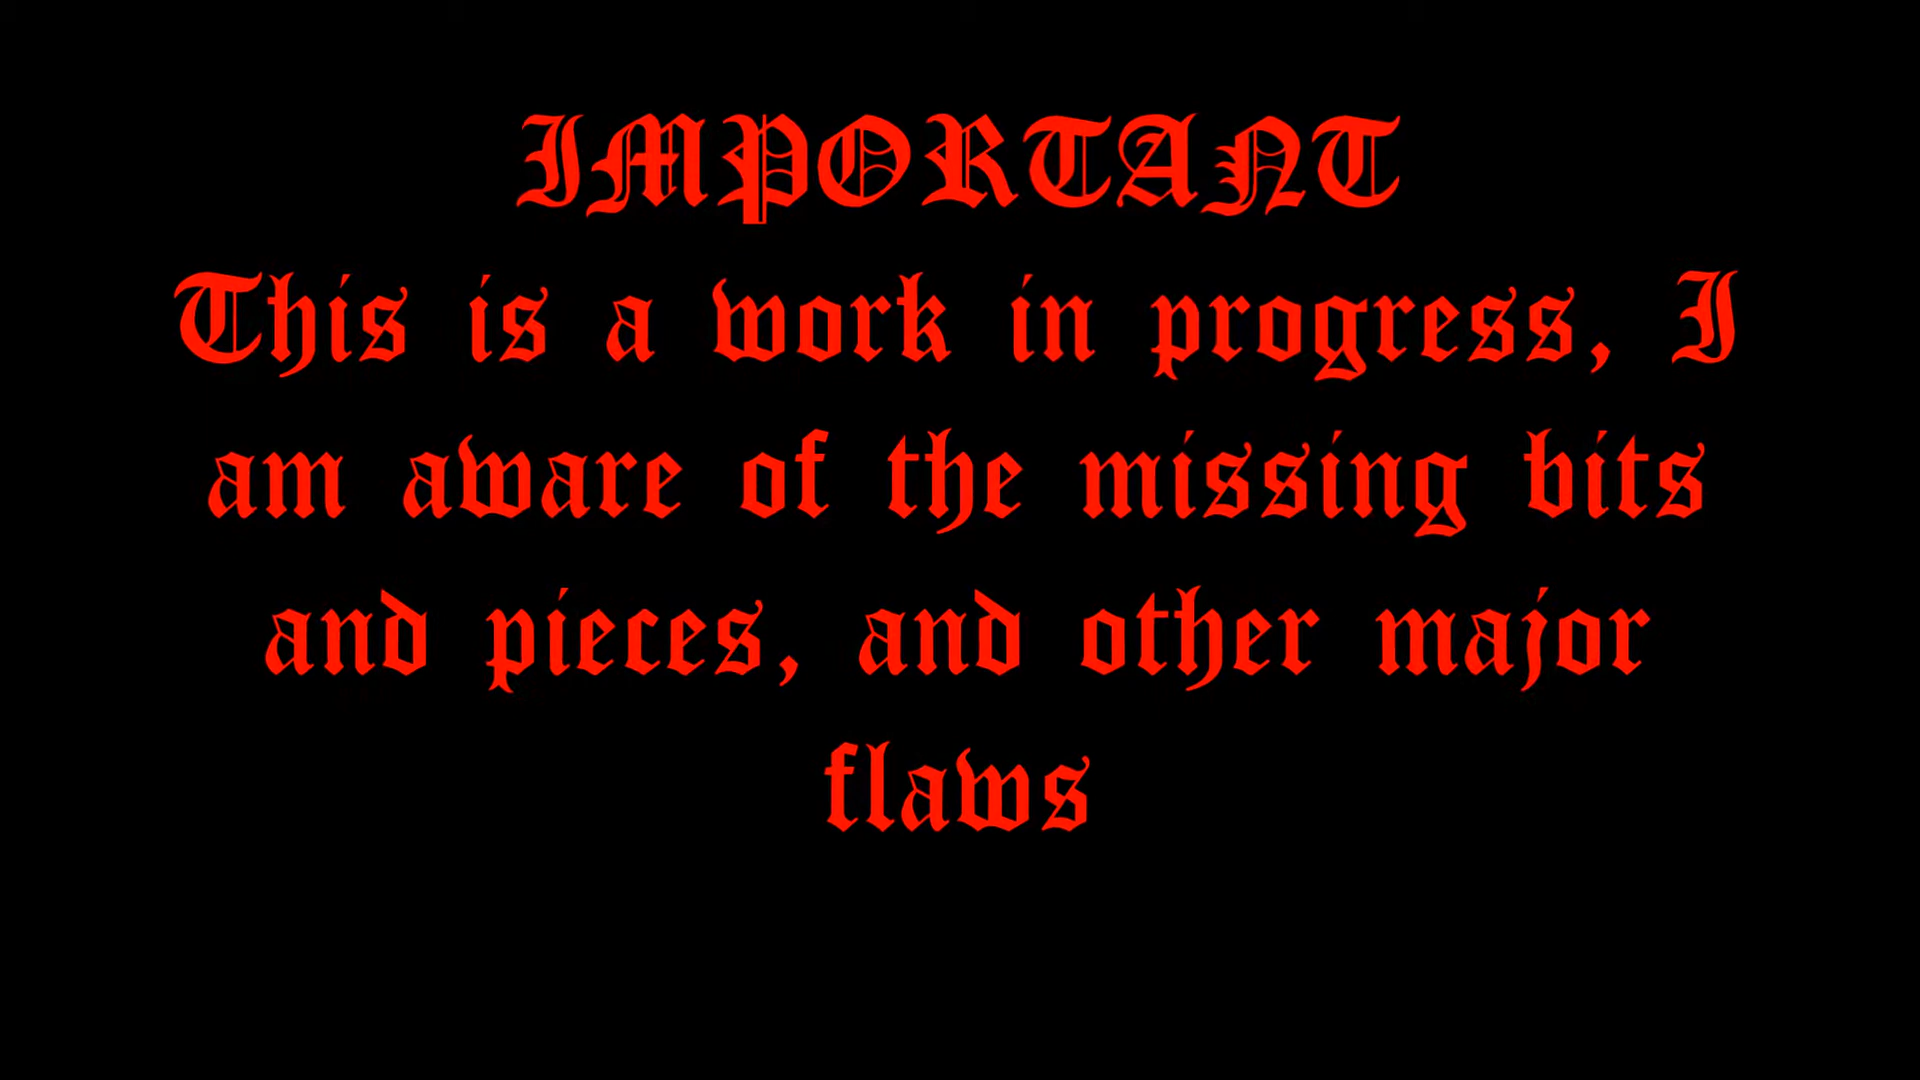 IMPORTANT
This is a work in progress, I
am aware of the missing bits
and pieces, and other major
flaws